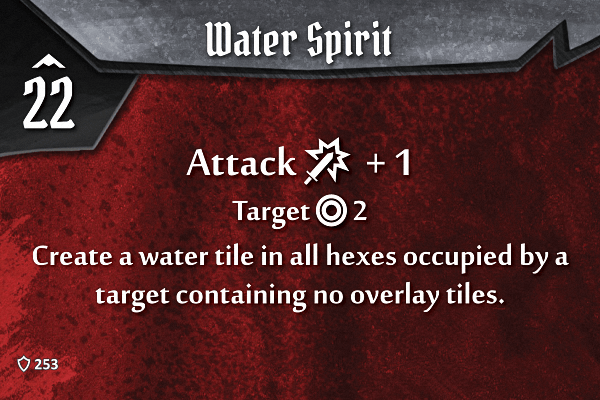 Water Spirit
22
Attack + 1
Target 2
Create a water tile in all hexes occupied by a
target containing no overlay tiles.
253